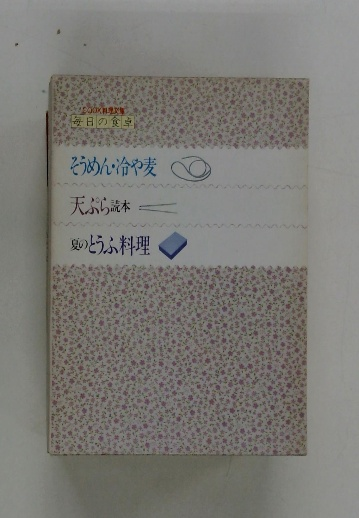 毎日の食卓
そうめん・冷や麦
天ぷら読本
夏のとうふ料理